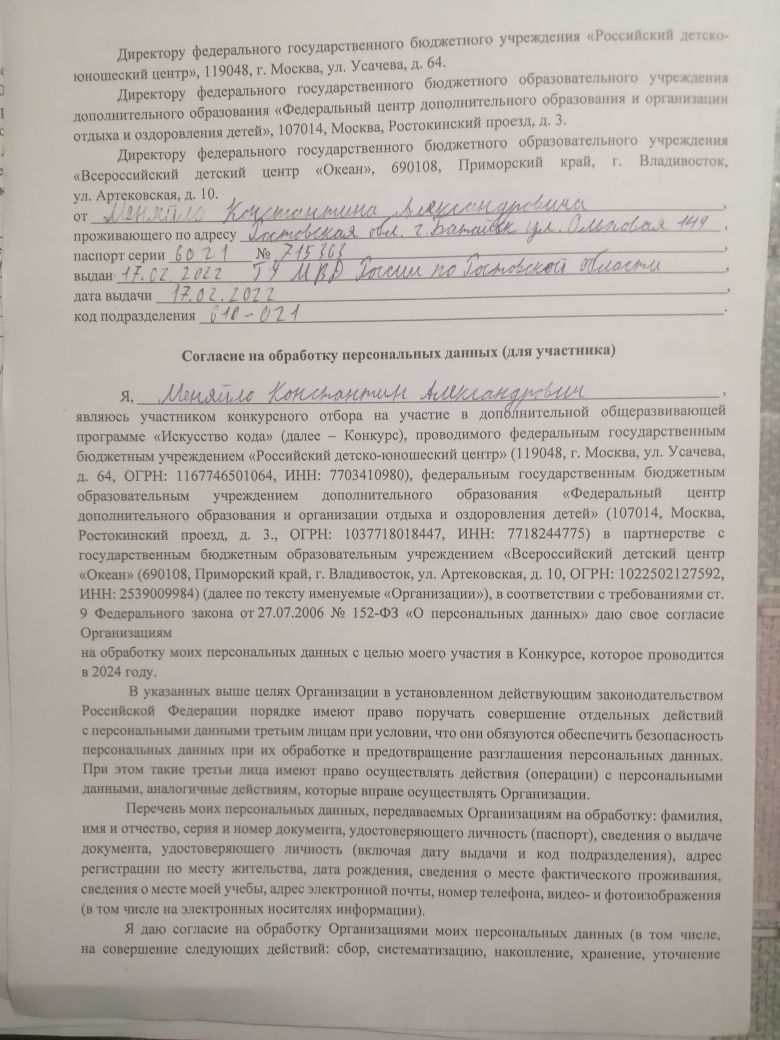 Директору федерального государственного бюджетного учреждения «Российский детско-
юношеский центр», 119048, г. Москва, ул. Усачева, д. 64.
Директору федерального государственного бюджетного образовательного учреждения
дополнительного образования «Федеральный центр дополнительного образования и организации
отдыха и оздоровления детей», 107014, Москва, Ростокинский проезд, д. 3.
Директору федерального государственного бюджетного образовательного учреждения
«Всероссийский детский центр «Океан», 690108, Приморский край, г. Владивосток,
ул. Артековская, д. 10.
от Меняйло Константина Александровича,
проживающего по адресу Ростовская обл. г. Батайск ул. Ольховая 149,
паспорт серии 6021 № 715363
выдан 17.02.2022 ГУ МВД России по Ростовской области,
дата выдачи 17.02.2022,
код подразделения 610-021.
Согласие на обработку персональных данных (для участника)
Я, Меняйло Константин Александрович,
являюсь участником конкурсного отбора на участие в дополнительной общеразвивающей
программе «Искусство кода» (далее – Конкурс), проводимого федеральным государственным
бюджетным учреждением «Российский детско-юношеский центр» (119048, г. Москва, ул. Усачева,
д. 64, ОГРН: 1167746501064, ИНН: 7703410980), федеральным государственным бюджетным
образовательным учреждением дополнительного образования «Федеральный центр
дополнительного образования и организации отдыха и оздоровления детей» (107014, Москва,
Ростокинский проезд, д. 3., ОГРН: 1037718018447, ИНН: 7718244775) в партнерстве с
государственным бюджетным образовательным учреждением «Всероссийский детский центр
«Океан» (690108, Приморский край, г. Владивосток, ул. Артековская, д. 10, ОГРН: 1022502127592,
ИНН: 2539009984) (далее по тексту именуемые «Организации»), в соответствии с требованиями ст.
9 Федерального закона от 27.07.2006 № 152-ФЗ «О персональных данных» даю свое согласие
Организациям
на обработку моих персональных данных с целью моего участия в Конкурсе, которое проводится
в 2024 году.
В указанных выше целях Организации в установленном действующим законодательством
Российской Федерации порядке имеют право поручать совершение отдельных действий
с персональными данными третьим лицам при условии, что они обязуются обеспечить безопасность
персональных данных при их обработке и предотвращение разглашения персональных данных.
При этом такие третьи лица имеют право осуществлять действия (операции) с персональными
данными, аналогичные действиям, которые вправе осуществлять Организации.
Перечень моих персональных данных, передаваемых Организациям на обработку: фамилия,
имя и отчество, серия и номер документа, удостоверяющего личность (паспорт), сведения о выдаче
документа, удостоверяющего личность (включая дату выдачи и код подразделения), адрес
регистрации по месту жительства, дата рождения, сведения о месте фактического проживания,
сведения о месте моей учебы, адрес электронной почты, номер телефона, видео- и фотоизображения
(в том числе на электронных носителях информации).
Я даю согласие на обработку Организациями моих персональных данных (в том числе,
на совершение следующих действий: сбор, систематизацию, накопление, хранение, уточнение